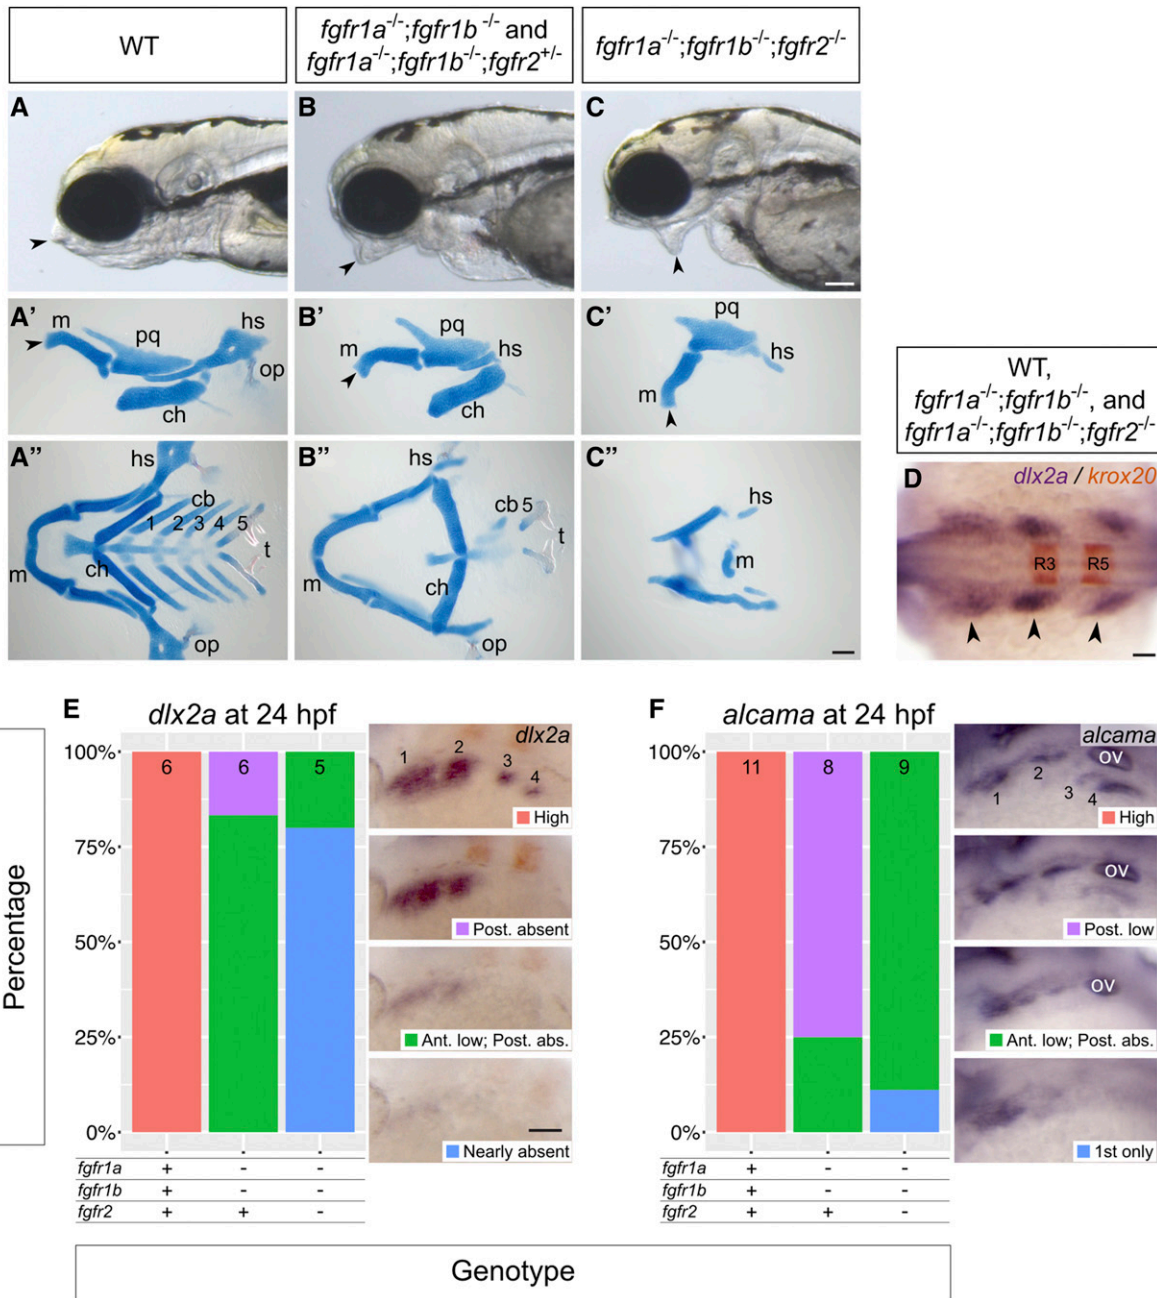 WT
fgfr1a-/-;fgfr1b -/- and
fgfr1a-/-;fgfr1b-/-;fgfr2+/-
fgfr1a-/-;fgfr1b-/-;fgfr2-/-
A
B
C
A'
m
pq
hs
op
ch
B'
m
pq
hs
ch
C'
pq
hs
m
A"
hs
cb
1 2 3 4 5
t
m
ch
op
B"
hs
cb 5
m
ch
op
C"
hs
m
WT,
fgfr1a-/-;fgfr1b-/-, and
fgfr1a-/-;fgfr1b-/-;fgfr2-/-
D
dlx2a / krox20
R3 R5
E
dlx2a at 24 hpf
Percentage
100%
75%
50%
25%
0%
6 6 5
dlx2a
1 2 3 4
High
Post. absent
Ant. low; Post. abs.
Nearly absent
fgfr1a + - -
fgfr1b + - -
fgfr2 + + -
F
alcama at 24 hpf
100%
75%
50%
25%
0%
11 8 9
alcama
1 2 3 4
ov
High
ov
Post. low
ov
Ant. low; Post. abs.
1st only
fgfr1a + - -
fgfr1b + - -
fgfr2 + + -
Genotype